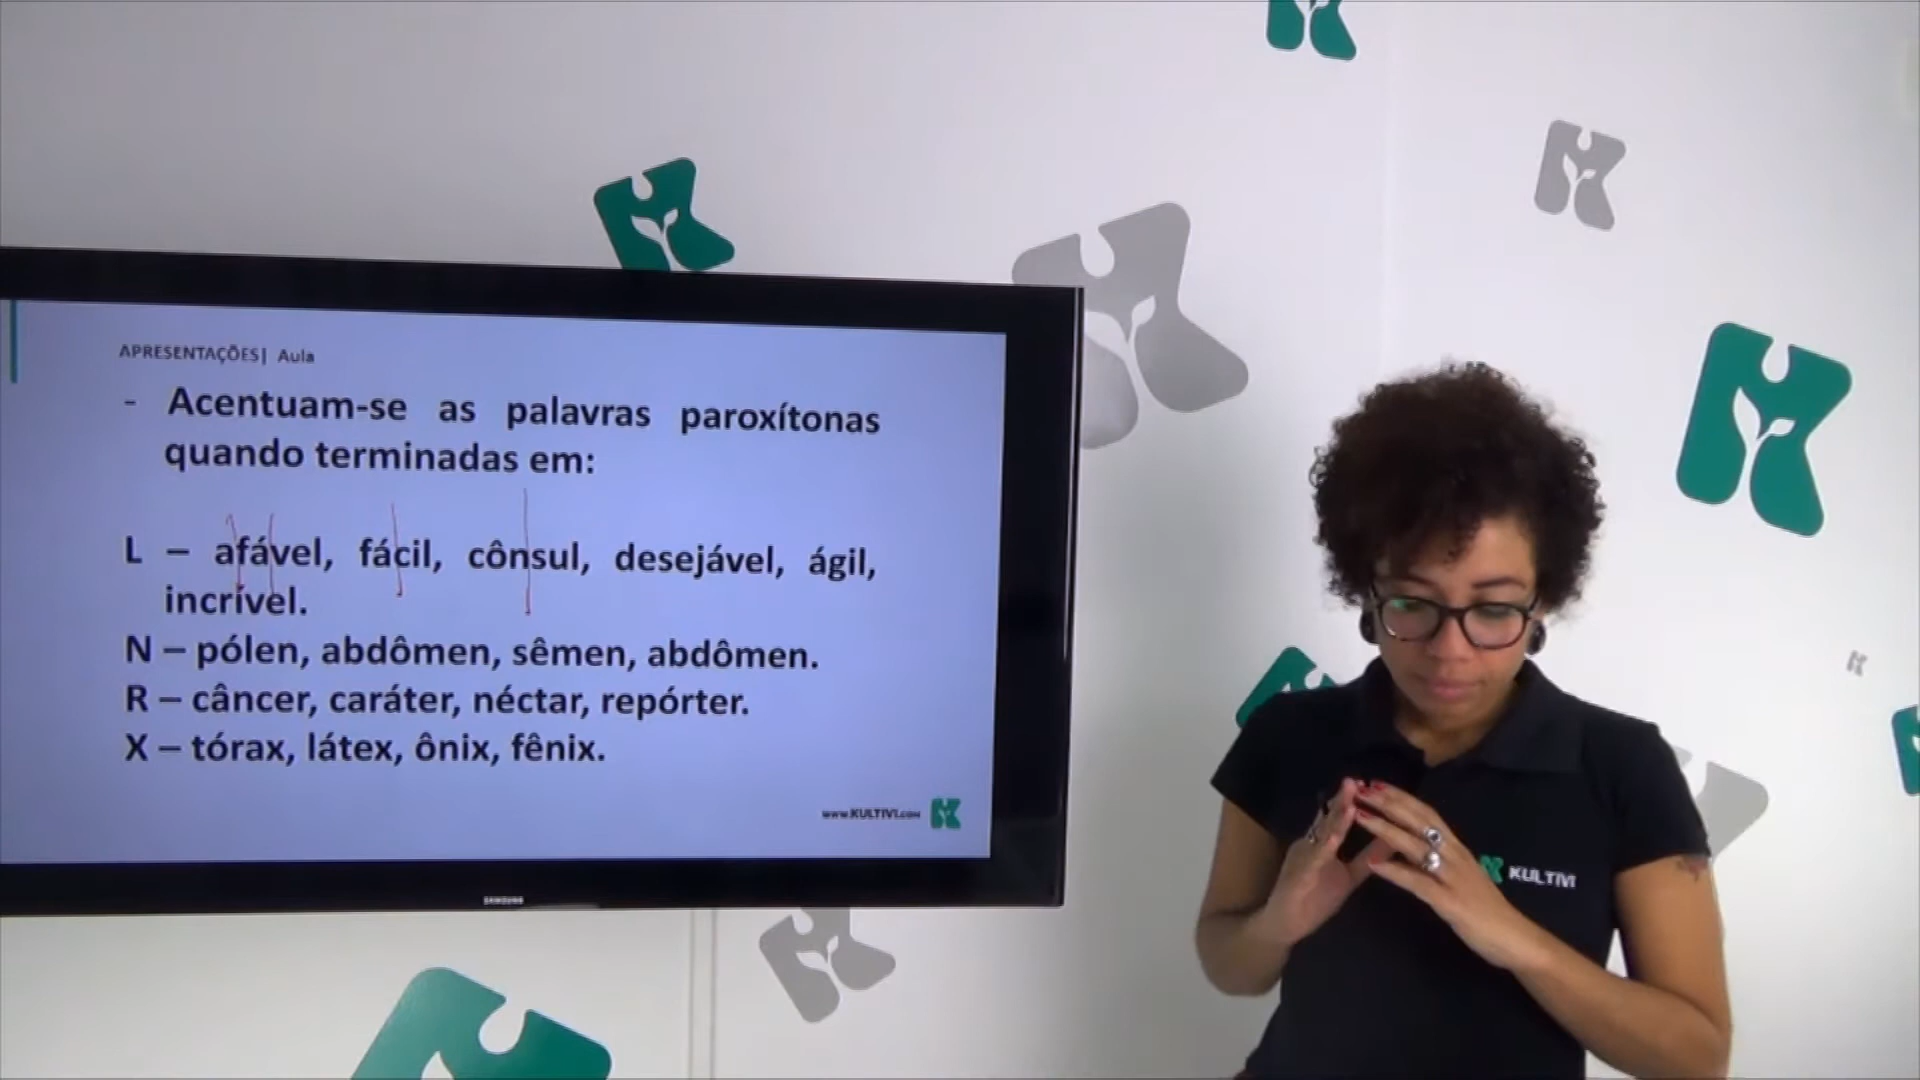 APRESENTAÇÕES| Aula
- Acentuam-se as palavras paroxítonas
quando terminadas em:
L – afável, fácil, cônsul, desejável, ágil,
incrível.
N – pólen, abdômen, sêmen, abdômen.
R – câncer, caráter, néctar, repórter.
X – tórax, látex, ônix, fênix.
www.KULTIVI.com
SAMSUNG
KULTIVI